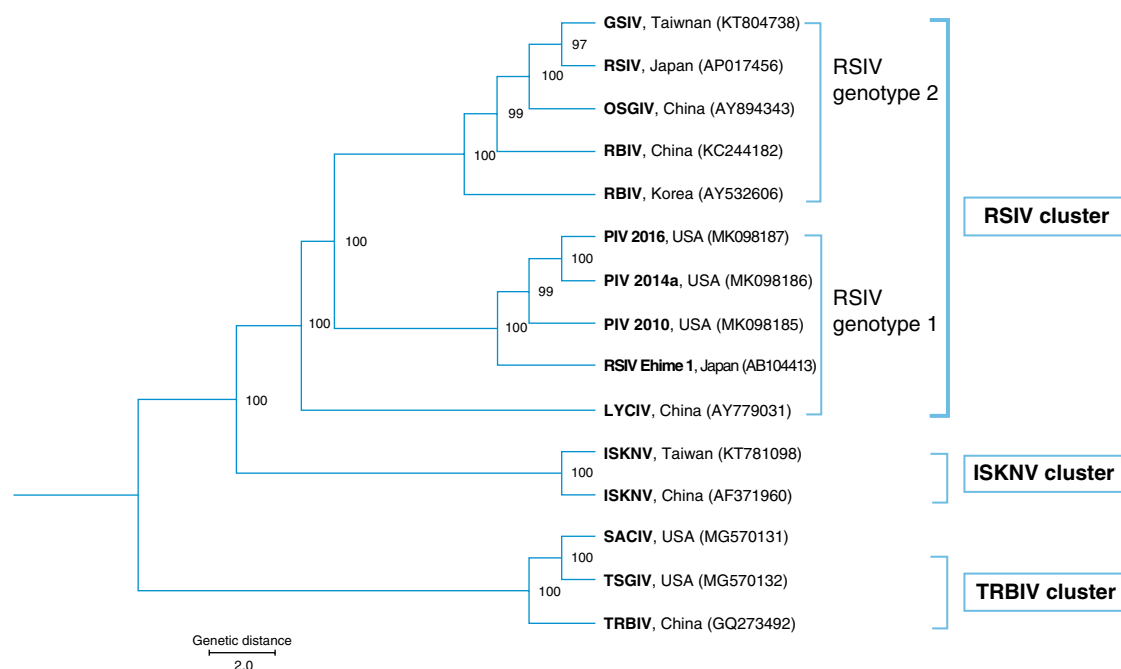 GSIV, Taiwnan (KT804738)
97
RSIV, Japan (AP017456)
100
OSGIV, China (AY894343)
99
RBIV, China (KC244182)
100
RBIV, Korea (AY532606)
RSIV
genotype 2
100
PIV 2016, USA (MK098187)
100
PIV 2014a, USA (MK098186)
99
PIV 2010, USA (MK098185)
100
RSIV Ehime 1, Japan (AB104413)
100
LYCIV, China (AY779031)
RSIV
genotype 1
RSIV cluster
100
ISKNV, Taiwan (KT781098)
100
ISKNV, China (AF371960)
ISKNV cluster
SACIV, USA (MG570131)
100
TSGIV, USA (MG570132)
100
TRBIV, China (GQ273492)
TRBIV cluster
Genetic distance
2.0